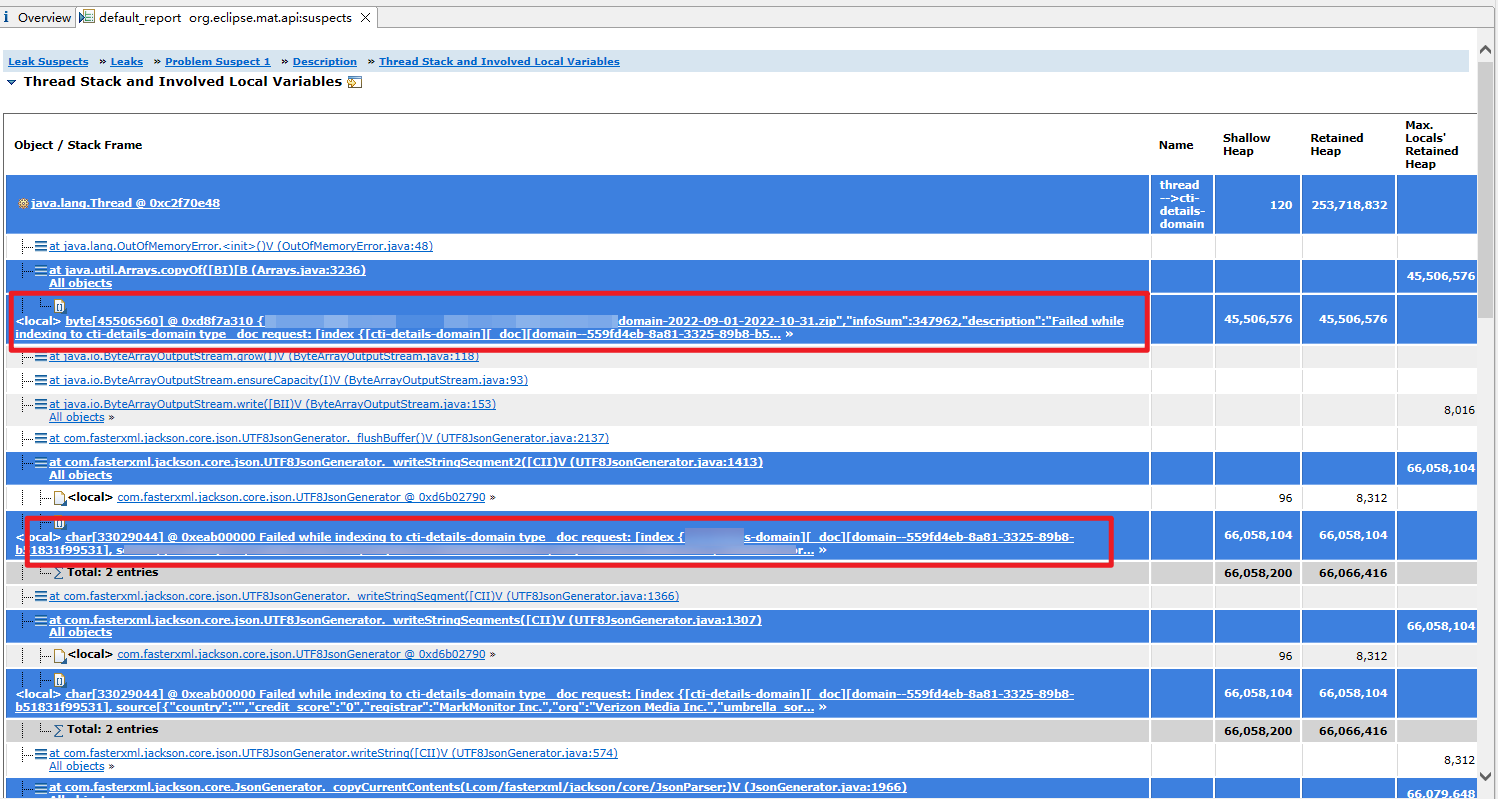 Overview
default_report org.eclipse.mat.api:suspects
Leak Suspects » Leaks » Problem Suspect 1 » Description » Thread Stack and Involved Local Variables
Thread Stack and Involved Local Variables
Object / Stack Frame
Name
Shallow Heap
Retained Heap
Max. Locals' Retained Heap
java.lang.Thread @ 0xc2f70e48
thread
-->cti-
details-
domain
120
253,718,832
at java.lang.OutOfMemoryError.<init>()V (OutOfMemoryError.java:48)
at java.util.Arrays.copyOf([BI)[B (Arrays.java:3236)
All objects
45,506,576
<local> byte[45506560] @ 0xd8f7a310 {
domain-2022-09-01-2022-10-31.zip","infoSum":347962,"description":"Failed while
indexing to cti-details-domain type _doc request: [index {[cti-details-domain][_doc][domain--559fd4eb-8a81-3325-89b8-b5... »
45,506,576
45,506,576
at java.io.ByteArrayOutputStream.grow(I)V (ByteArrayOutputStream.java:118)
at java.io.ByteArrayOutputStream.ensureCapacity(I)V (ByteArrayOutputStream.java:93)
at java.io.ByteArrayOutputStream.write([BII)V (ByteArrayOutputStream.java:153)
All objects »
8,016
at com.fasterxml.jackson.core.json.UTF8JsonGenerator._flushBuffer()V (UTF8JsonGenerator.java:2137)
at com.fasterxml.jackson.core.json.UTF8JsonGenerator._writeStringSegment2([CII)V (UTF8JsonGenerator.java:1413)
All objects
66,058,104
<local> com.fasterxml.jackson.core.json.UTF8JsonGenerator @ 0xd6b02790 »
96
8,312
<local> char[33029044] @ 0xeab00000 Failed while indexing to cti-details-domain type _doc request: [index {
s-domain][_doc][domain--559fd4eb-8a81-3325-89b8-
b51831f99531], s
r... »
66,058,104
66,058,104
Total: 2 entries
66,058,200
66,066,416
at com.fasterxml.jackson.core.json.UTF8JsonGenerator._writeStringSegment([CII)V (UTF8JsonGenerator.java:1366)
at com.fasterxml.jackson.core.json.UTF8JsonGenerator._writeStringSegments([CII)V (UTF8JsonGenerator.java:1307)
All objects
66,058,104
<local> com.fasterxml.jackson.core.json.UTF8JsonGenerator @ 0xd6b02790 »
96
8,312
<local> char[33029044] @ 0xeab00000 Failed while indexing to cti-details-domain type _doc request: [index {[cti-details-domain][_doc][domain--559fd4eb-8a81-3325-89b8-
b51831f99531], source[{"country":"","credit_score":"0","registrar":"MarkMonitor Inc.","org":"Verizon Media Inc.","umbrella_sor... »
66,058,104
66,058,104
Total: 2 entries
66,058,200
66,066,416
at com.fasterxml.jackson.core.json.UTF8JsonGenerator.writeString([CII)V (UTF8JsonGenerator.java:574)
All objects »
8,312
at com.fasterxml.jackson.core.JsonGenerator._copyCurrentContents(Lcom/fasterxml/jackson/core/JsonParser;)V (JsonGenerator.java:1966)
All objects
66,079,648